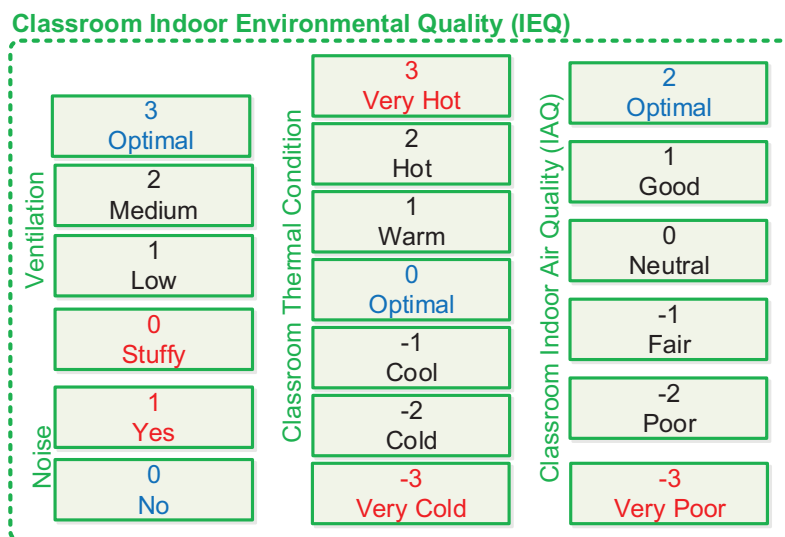 Classroom Indoor Environmental Quality (IEQ)
Ventilation
3
Optimal
2
Medium
1
Low
0
Stuffy
Noise
1
Yes
0
No
Classroom Thermal Condition
3
Very Hot
2
Hot
1
Warm
0
Optimal
-1
Cool
-2
Cold
-3
Very Cold
Classroom Indoor Air Quality (IAQ)
2
Optimal
1
Good
0
Neutral
-1
Fair
-2
Poor
-3
Very Poor